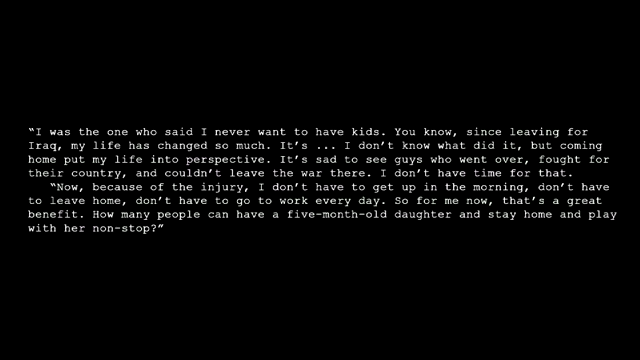 “I was the one who said I never want to have kids. You know, since leaving for
Iraq, my life has changed so much. It’s ... I don’t know what did it, but coming
home put my life into perspective. It’s sad to see guys who went over, fought for
their country, and couldn’t leave the war there. I don’t have time for that.
“Now, because of the injury, I don’t have to get up in the morning, don’t have
to leave home, don’t have to go to work every day. So for me now, that’s a great
benefit. How many people can have a five-month-old daughter and stay home and play
with her non-stop?”